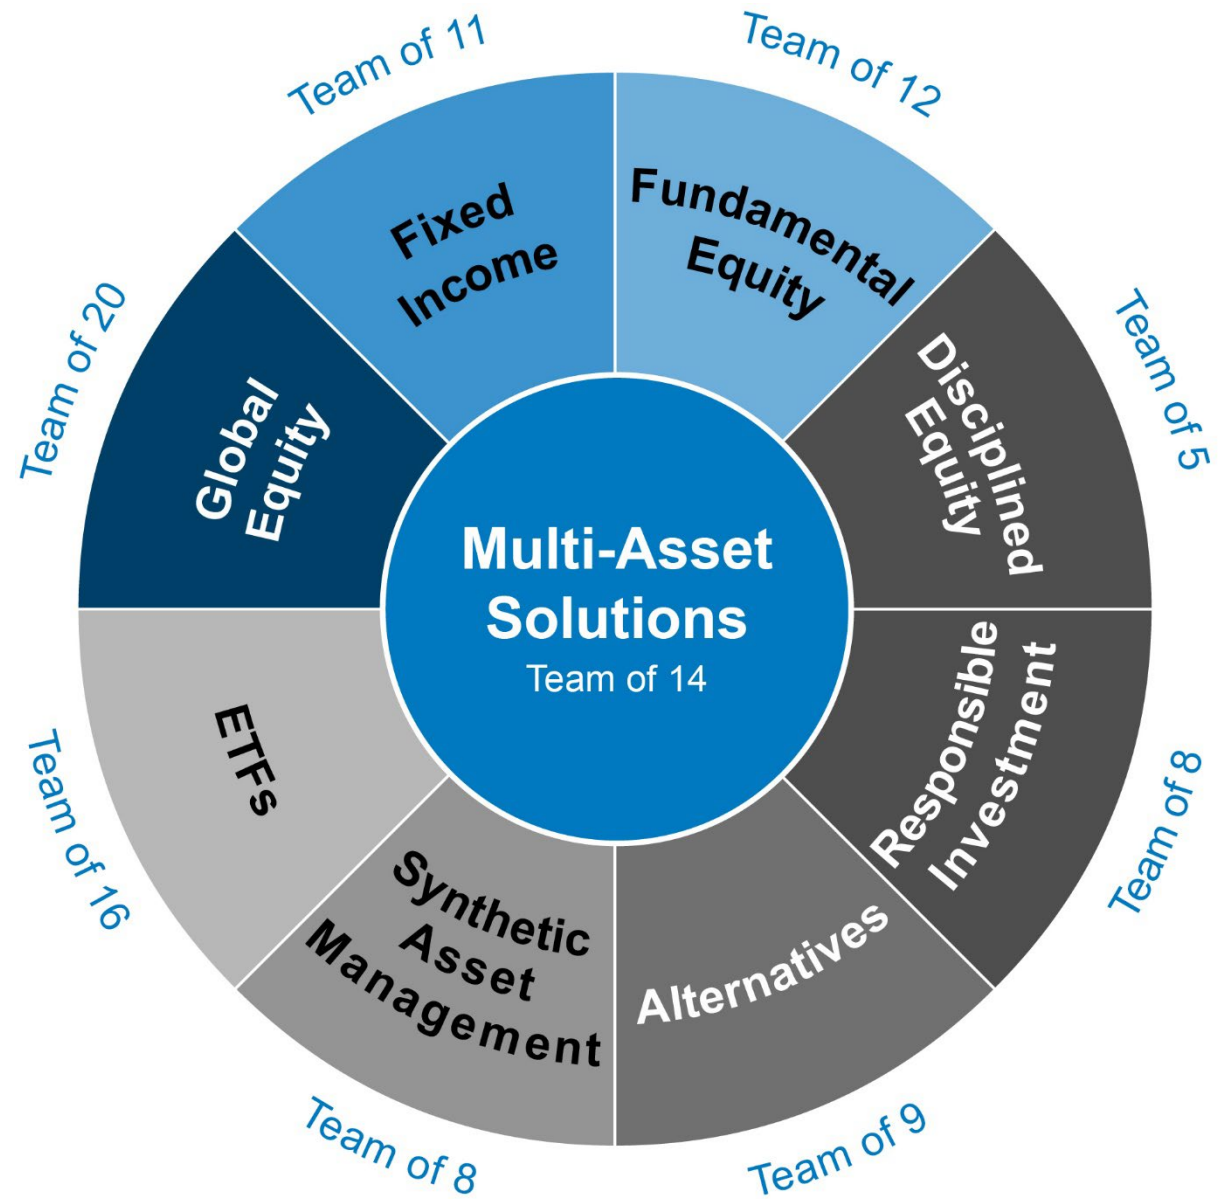 Team of 11
Team of 12
Fixed
Income
Fundamental
Equity
Team of 20
Global
Equity
Disciplined
Equity
Team of 5
Multi-Asset
Solutions
Team of 14
Team of 16
ETFs
Responsible
Investment
Team of 8
Synthetic
Asset
Management
Alternatives
Team of 8
Team of 9